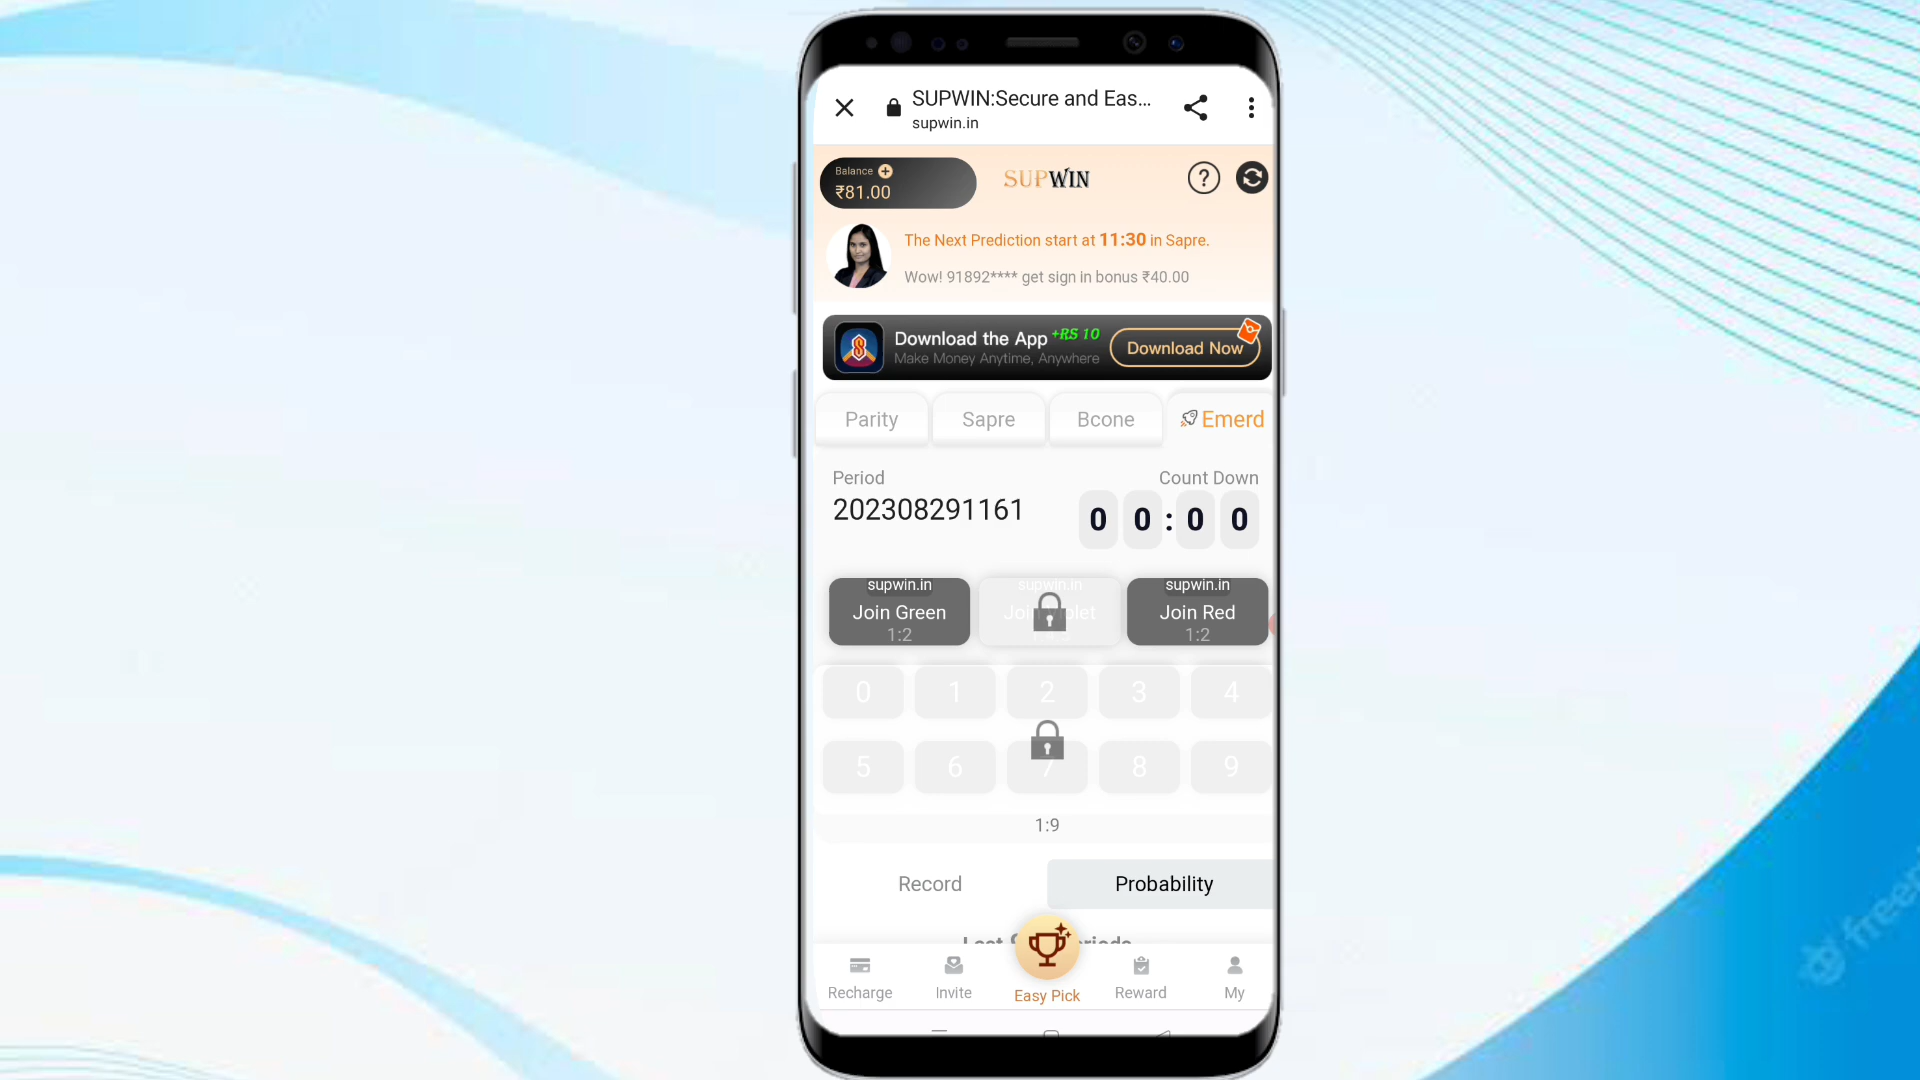 SUPWIN:Secure and Eas...
supwin.in
Balance
₹81.00
SUPWIN
The Next Prediction start at 11:30 in Sapre.
Wow! 91892**** get sign in bonus ₹40.00
Download the App +RS 10
Make Money Anytime, Anywhere
Download Now
Parity
Sapre
Bcone
Emerd
Period
Count Down
202308291161
0 0 : 0 0
supwin.in
supwin.in
supwin.in
Join Green
Join Violet
Join Red
1:2
1:2
0 1 2 3 4
5 6 7 8 9
1:9
Record
Probability
Recharge
Invite
Easy Pick
Reward
My